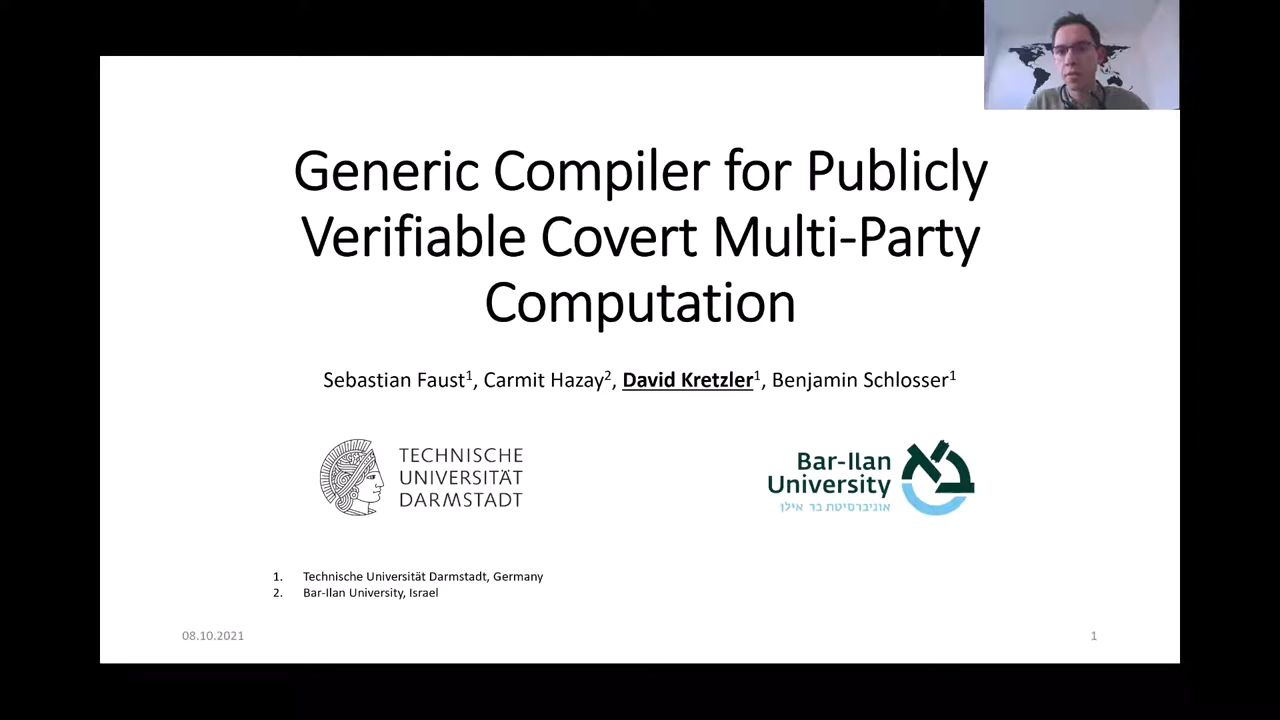 Generic Compiler for Publicly
Verifiable Covert Multi-Party
Computation
Sebastian Faust¹, Carmit Hazay², David Kretzler¹, Benjamin Schlosser¹
TECHNISCHE
UNIVERSITÄT
DARMSTADT
Bar-Ilan
University
אוניברסיטת בר אילן
1. Technische Universität Darmstadt, Germany
2. Bar-Ilan University, Israel
08.10.2021
1